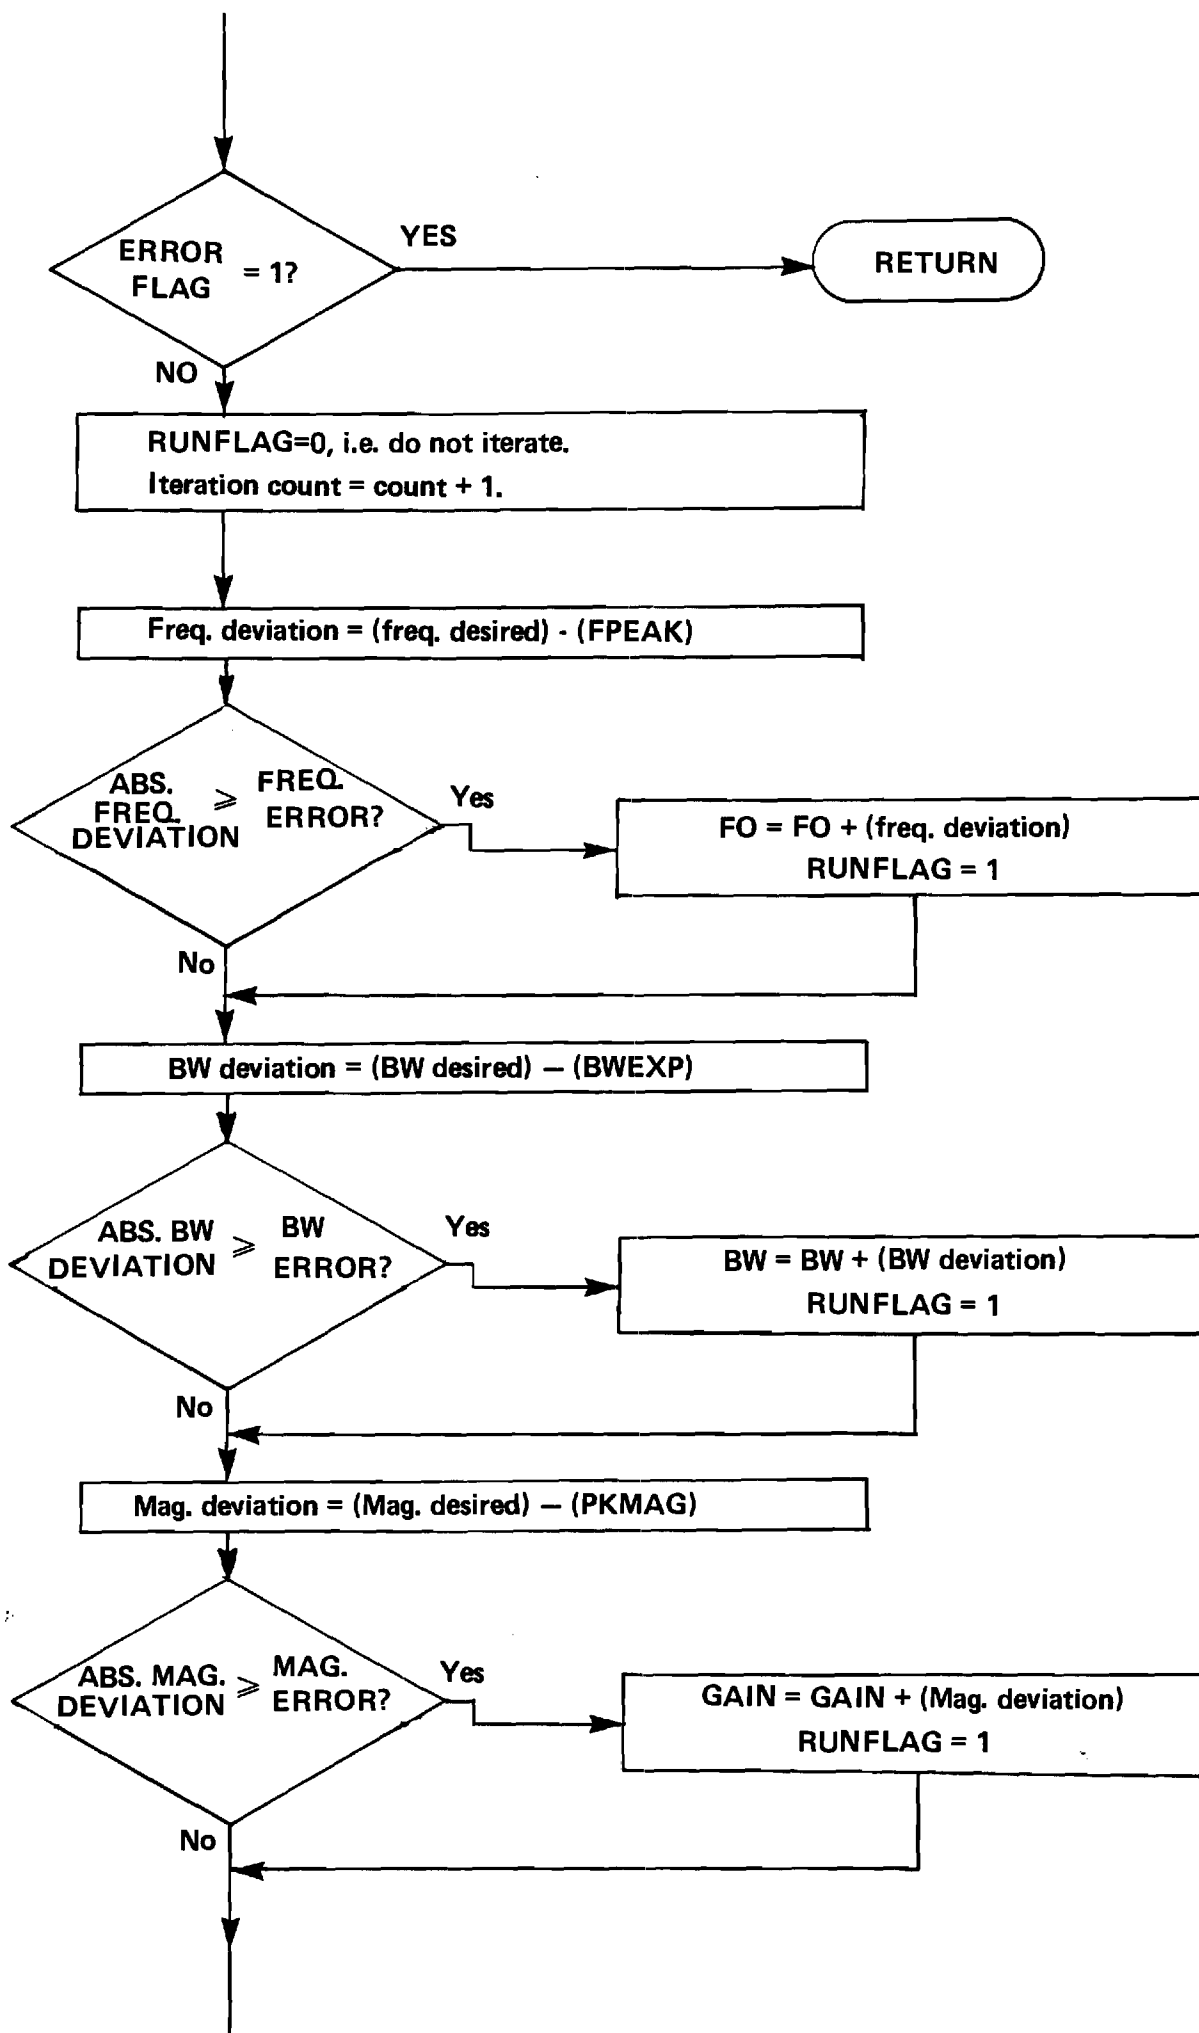 ERROR
FLAG = 1?
YES
RETURN
NO
RUNFLAG=0, i.e. do not iterate.
Iteration count = count + 1.
Freq. deviation = (freq. desired) - (FPEAK)
ABS.
FREQ.
DEVIATION
⩾
FREQ.
ERROR?
Yes
FO = FO + (freq. deviation)
RUNFLAG = 1
No
BW deviation = (BW desired) — (BWEXP)
ABS. BW
DEVIATION
⩾
BW
ERROR?
Yes
BW = BW + (BW deviation)
RUNFLAG = 1
No
Mag. deviation = (Mag. desired) — (PKMAG)
ABS. MAG.
DEVIATION
⩾
MAG.
ERROR?
Yes
GAIN = GAIN + (Mag. deviation)
RUNFLAG = 1
No